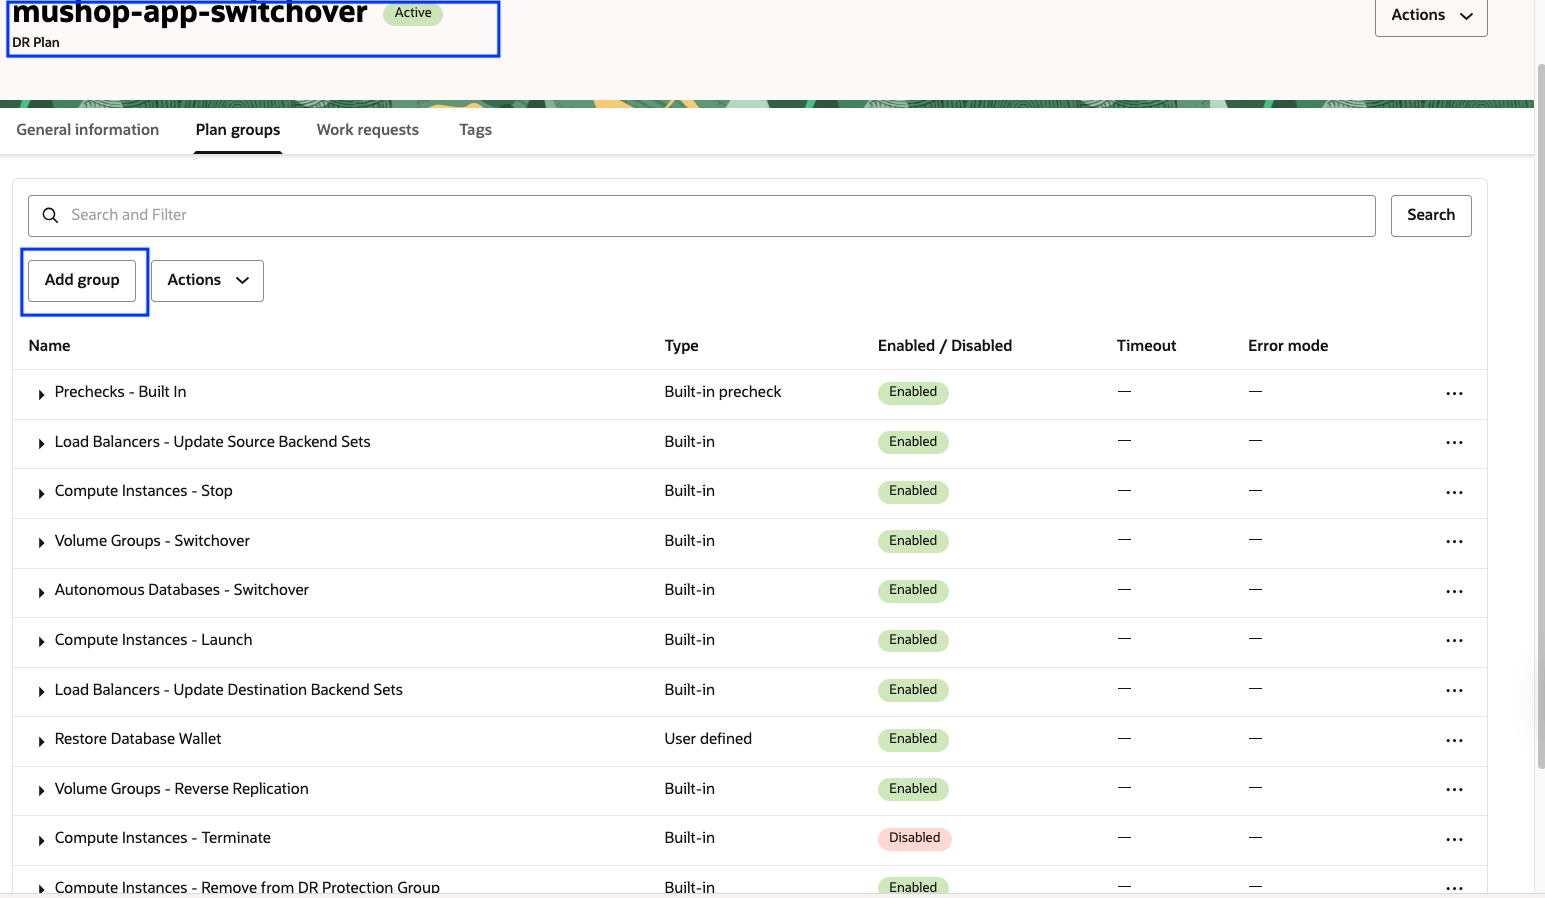 mushop-app-switchover Active
DR Plan
Actions
General information Plan groups Work requests Tags
Search and Filter Search
Add group Actions
Name Type Enabled / Disabled Timeout Error mode
Prechecks - Built In Built-in precheck Enabled — —
Load Balancers - Update Source Backend Sets Built-in Enabled — —
Compute Instances - Stop Built-in Enabled — —
Volume Groups - Switchover Built-in Enabled — —
Autonomous Databases - Switchover Built-in Enabled — —
Compute Instances - Launch Built-in Enabled — —
Load Balancers - Update Destination Backend Sets Built-in Enabled — —
Restore Database Wallet User defined Enabled — —
Volume Groups - Reverse Replication Built-in Enabled — —
Compute Instances - Terminate Built-in Disabled — —
Compute Instances - Remove from DR Protection Group Built-in Enabled — —